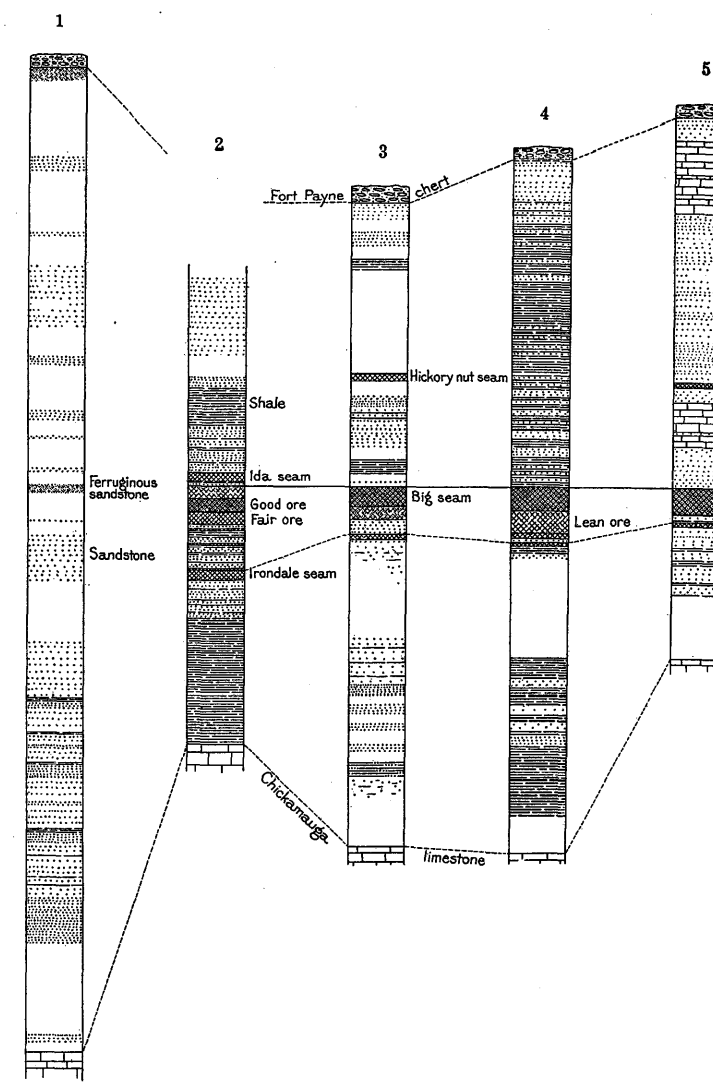 1
2
3
4
5
Fort Payne chert
Hickory nut seam
Shale
Ida seam
Ferruginous
sandstone
Good ore
Fair ore
Big seam
Lean ore
Sandstone
Irondale seam
Chickamauga
limestone